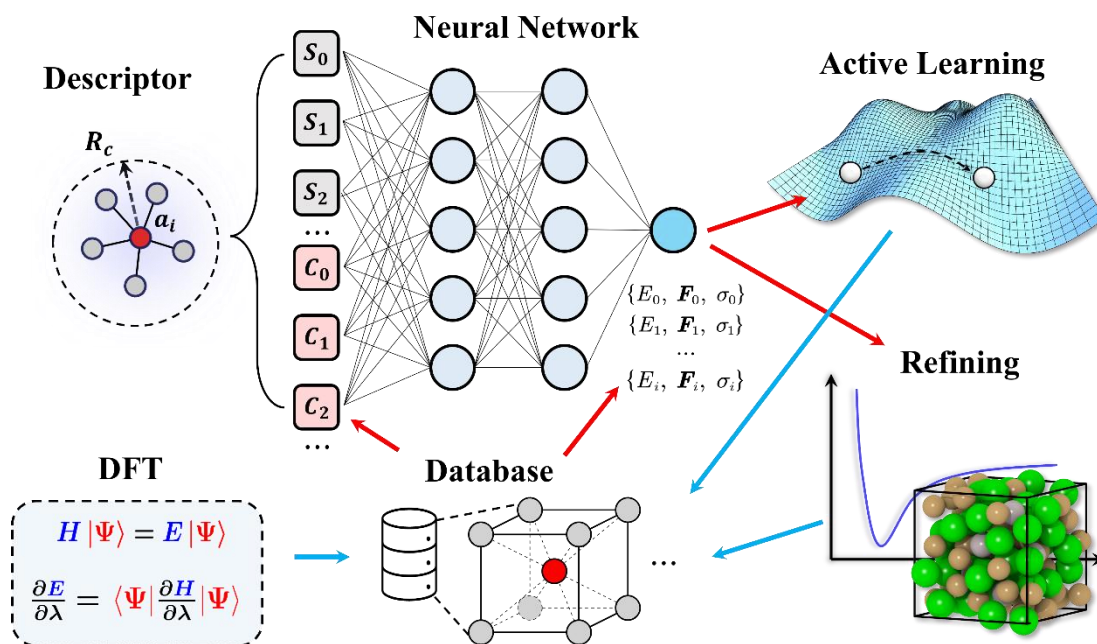 Neural Network
Descriptor
Active Learning
R_c
a_i
S_0
S_1
S_2
...
C_0
C_1
C_2
...
{E_0, F_0, σ_0}
{E_1, F_1, σ_1}
...
{E_i, F_i, σ_i}
Refining
DFT
H |Ψ⟩ = E |Ψ⟩
∂E/∂λ = ⟨Ψ| ∂H/∂λ |Ψ⟩
Database
...